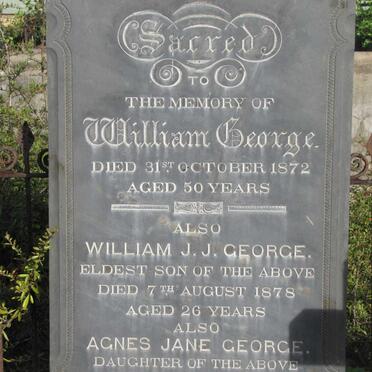 Sacred
TO
THE MEMORY OF
William George.
DIED 31ST OCTOBER 1872
AGED 50 YEARS
ALSO
WILLIAM J. J. GEORGE.
ELDEST SON OF THE ABOVE
DIED 7TH AUGUST 1878
AGED 26 YEARS
ALSO
AGNES JANE GEORGE.
DAUGHTER OF THE ABOVE